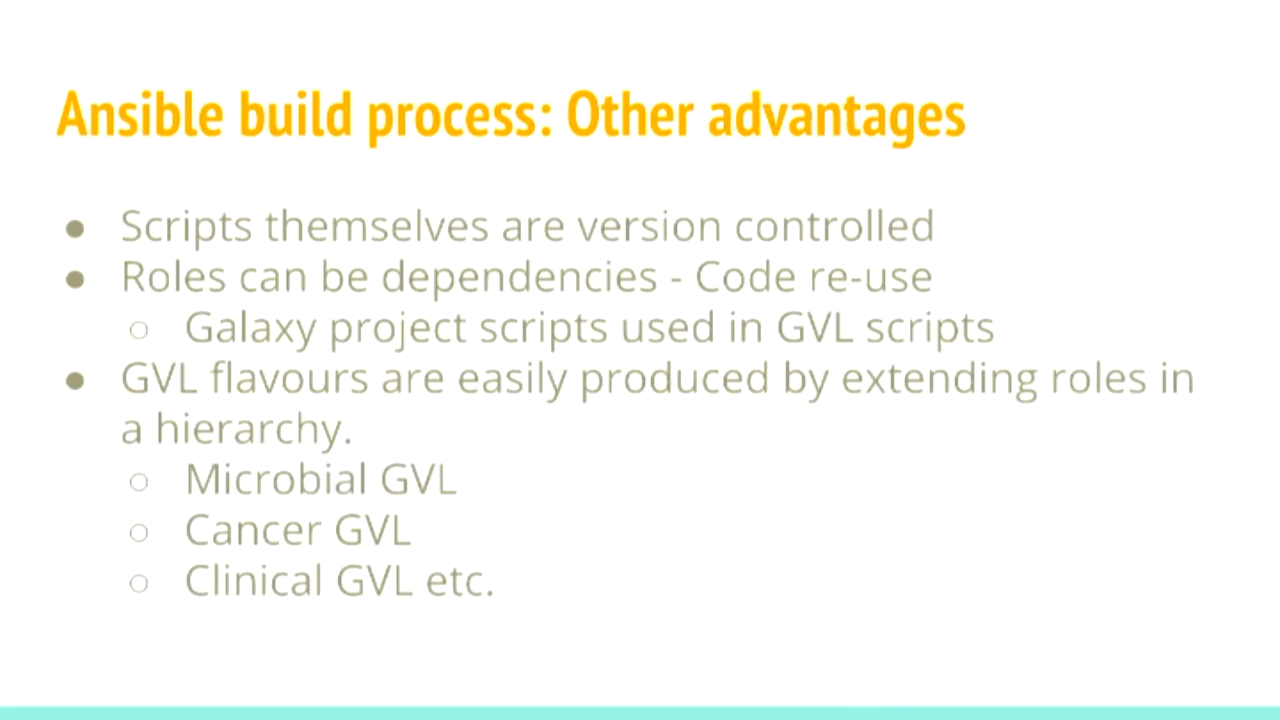 Ansible build process: Other advantages
● Scripts themselves are version controlled
● Roles can be dependencies - Code re-use
○ Galaxy project scripts used in GVL scripts
● GVL flavours are easily produced by extending roles in
a hierarchy.
○ Microbial GVL
○ Cancer GVL
○ Clinical GVL etc.